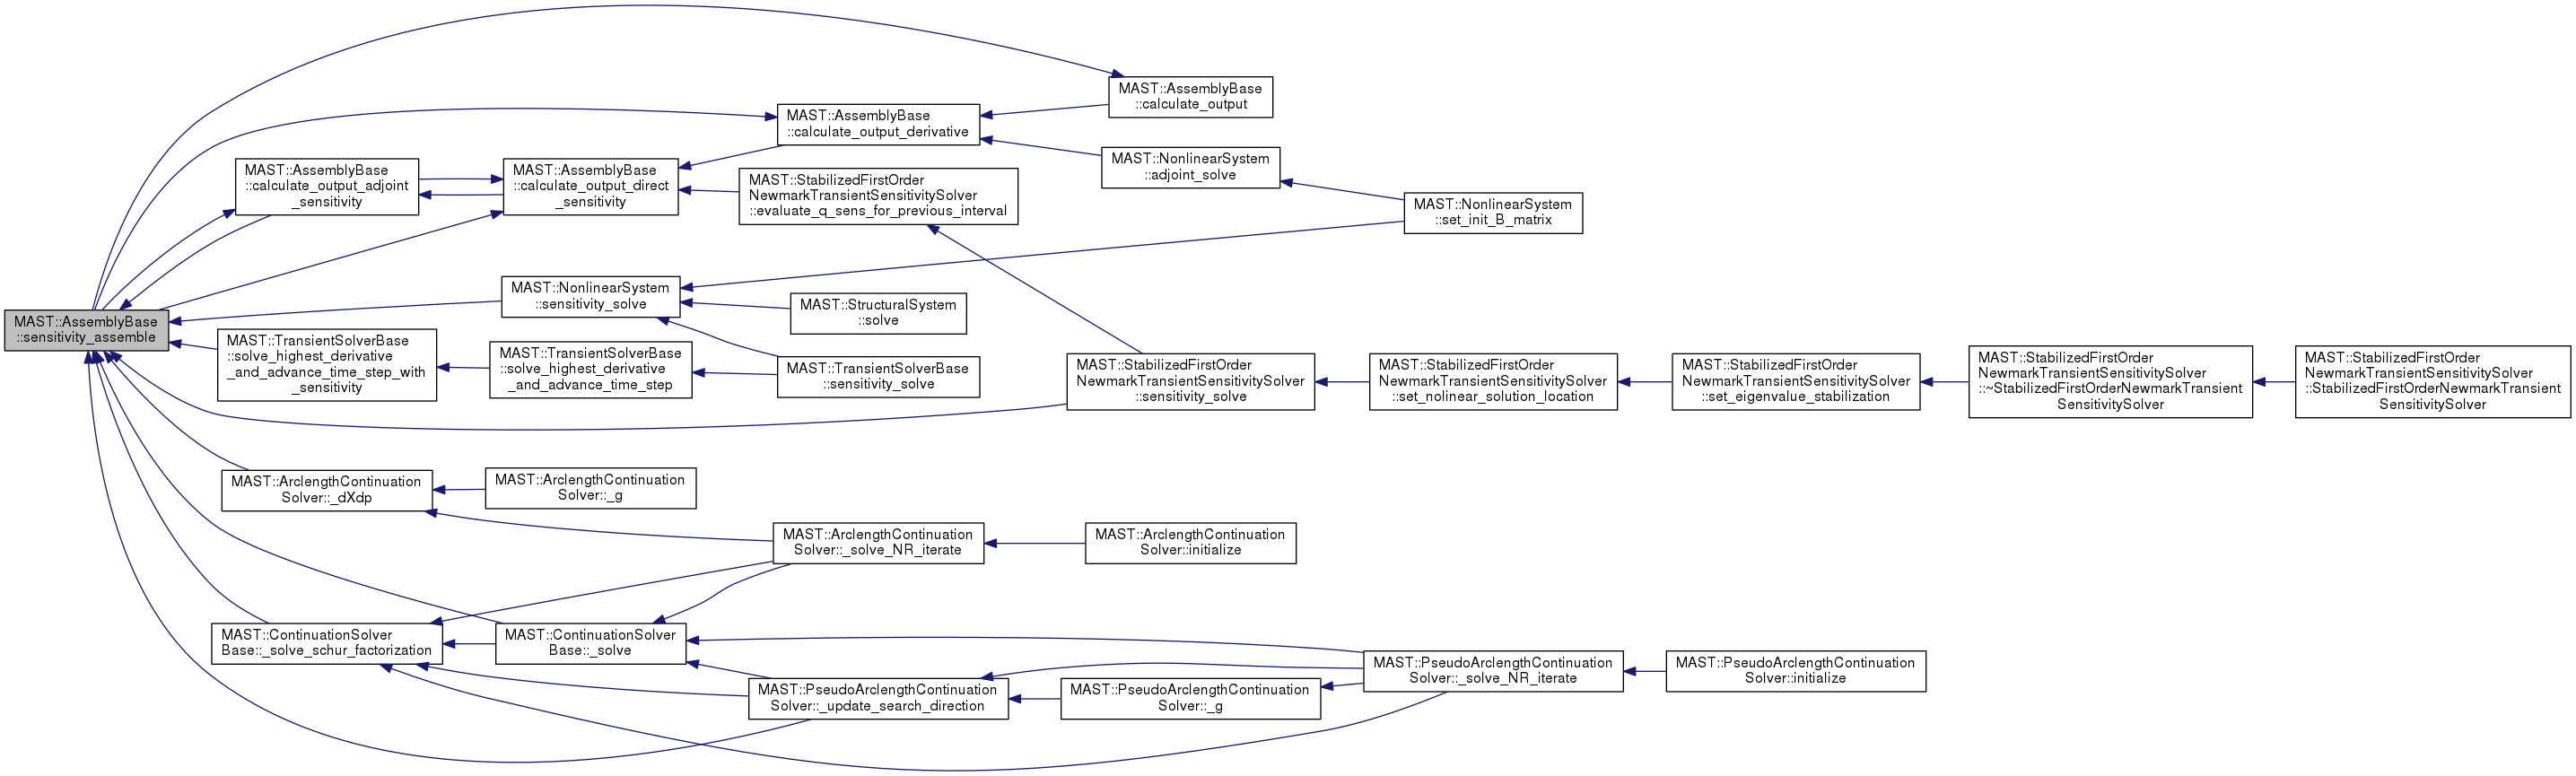 MAST::AssemblyBase
::sensitivity_assemble
MAST::AssemblyBase
::calculate_output_adjoint
_sensitivity
MAST::AssemblyBase
::calculate_output_direct
_sensitivity
MAST::AssemblyBase
::calculate_output_derivative
MAST::AssemblyBase
::calculate_output
MAST::NonlinearSystem
::adjoint_solve
MAST::StabilizedFirstOrder
NewmarkTransientSensitivitySolver
::evaluate_q_sens_for_previous_interval
MAST::NonlinearSystem
::set_init_B_matrix
MAST::NonlinearSystem
::sensitivity_solve
MAST::StructuralSystem
::solve
MAST::TransientSolverBase
::solve_highest_derivative
_and_advance_time_step_with
_sensitivity
MAST::TransientSolverBase
::solve_highest_derivative
_and_advance_time_step
MAST::TransientSolverBase
::sensitivity_solve
MAST::StabilizedFirstOrder
NewmarkTransientSensitivitySolver
::sensitivity_solve
MAST::StabilizedFirstOrder
NewmarkTransientSensitivitySolver
::set_nolinear_solution_location
MAST::StabilizedFirstOrder
NewmarkTransientSensitivitySolver
::set_eigenvalue_stabilization
MAST::StabilizedFirstOrder
NewmarkTransientSensitivitySolver
::~StabilizedFirstOrderNewmarkTransient
SensitivitySolver
MAST::StabilizedFirstOrder
NewmarkTransientSensitivitySolver
::StabilizedFirstOrderNewmarkTransient
SensitivitySolver
MAST::ArclengthContinuation
Solver::_dXdp
MAST::ArclengthContinuation
Solver::_g
MAST::ArclengthContinuation
Solver::_solve_NR_iterate
MAST::ArclengthContinuation
Solver::initialize
MAST::ContinuationSolver
Base::_solve_schur_factorization
MAST::ContinuationSolver
Base::_solve
MAST::PseudoArclengthContinuation
Solver::_update_search_direction
MAST::PseudoArclengthContinuation
Solver::_g
MAST::PseudoArclengthContinuation
Solver::_solve_NR_iterate
MAST::PseudoArclengthContinuation
Solver::initialize